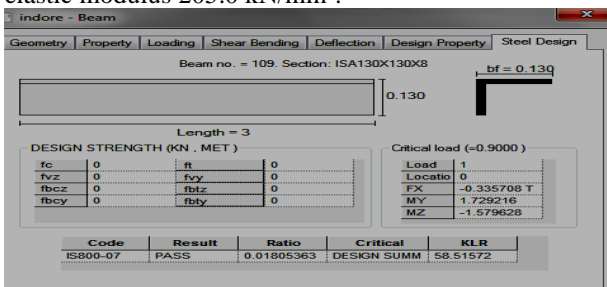 elastic modulus 205.0 kN/mm².
indore - Beam
Geometry Property Loading Shear Bending Deflection Design Property Steel Design
Beam no. = 109. Section: ISA130X130X8
bf = 0.130
0.130
Length = 3
DESIGN STRENGTH (KN , MET )
fc 0 ft 0
fvz 0 fvy 0
fbcz 0 fbtz 0
fbcy 0 fbty 0
Critical load (=0.9000 )
Load 1
Locatio 0
FX -0.335708 T
MY 1.729216
MZ -1.579628
Code Result Ratio Critical KLR
IS800-07 PASS 0.01805363 DESIGN SUMM 58.51572